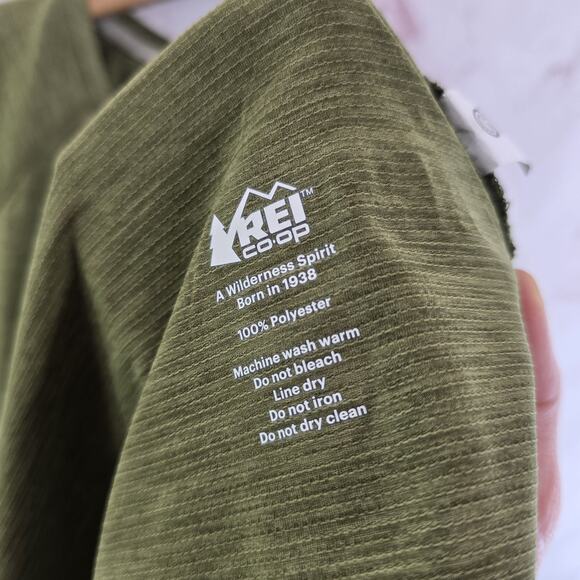 REI™
CO·OP
A Wilderness Spirit
Born in 1938
100% Polyester
Machine wash warm
Do not bleach
Line dry
Do not iron
Do not dry clean